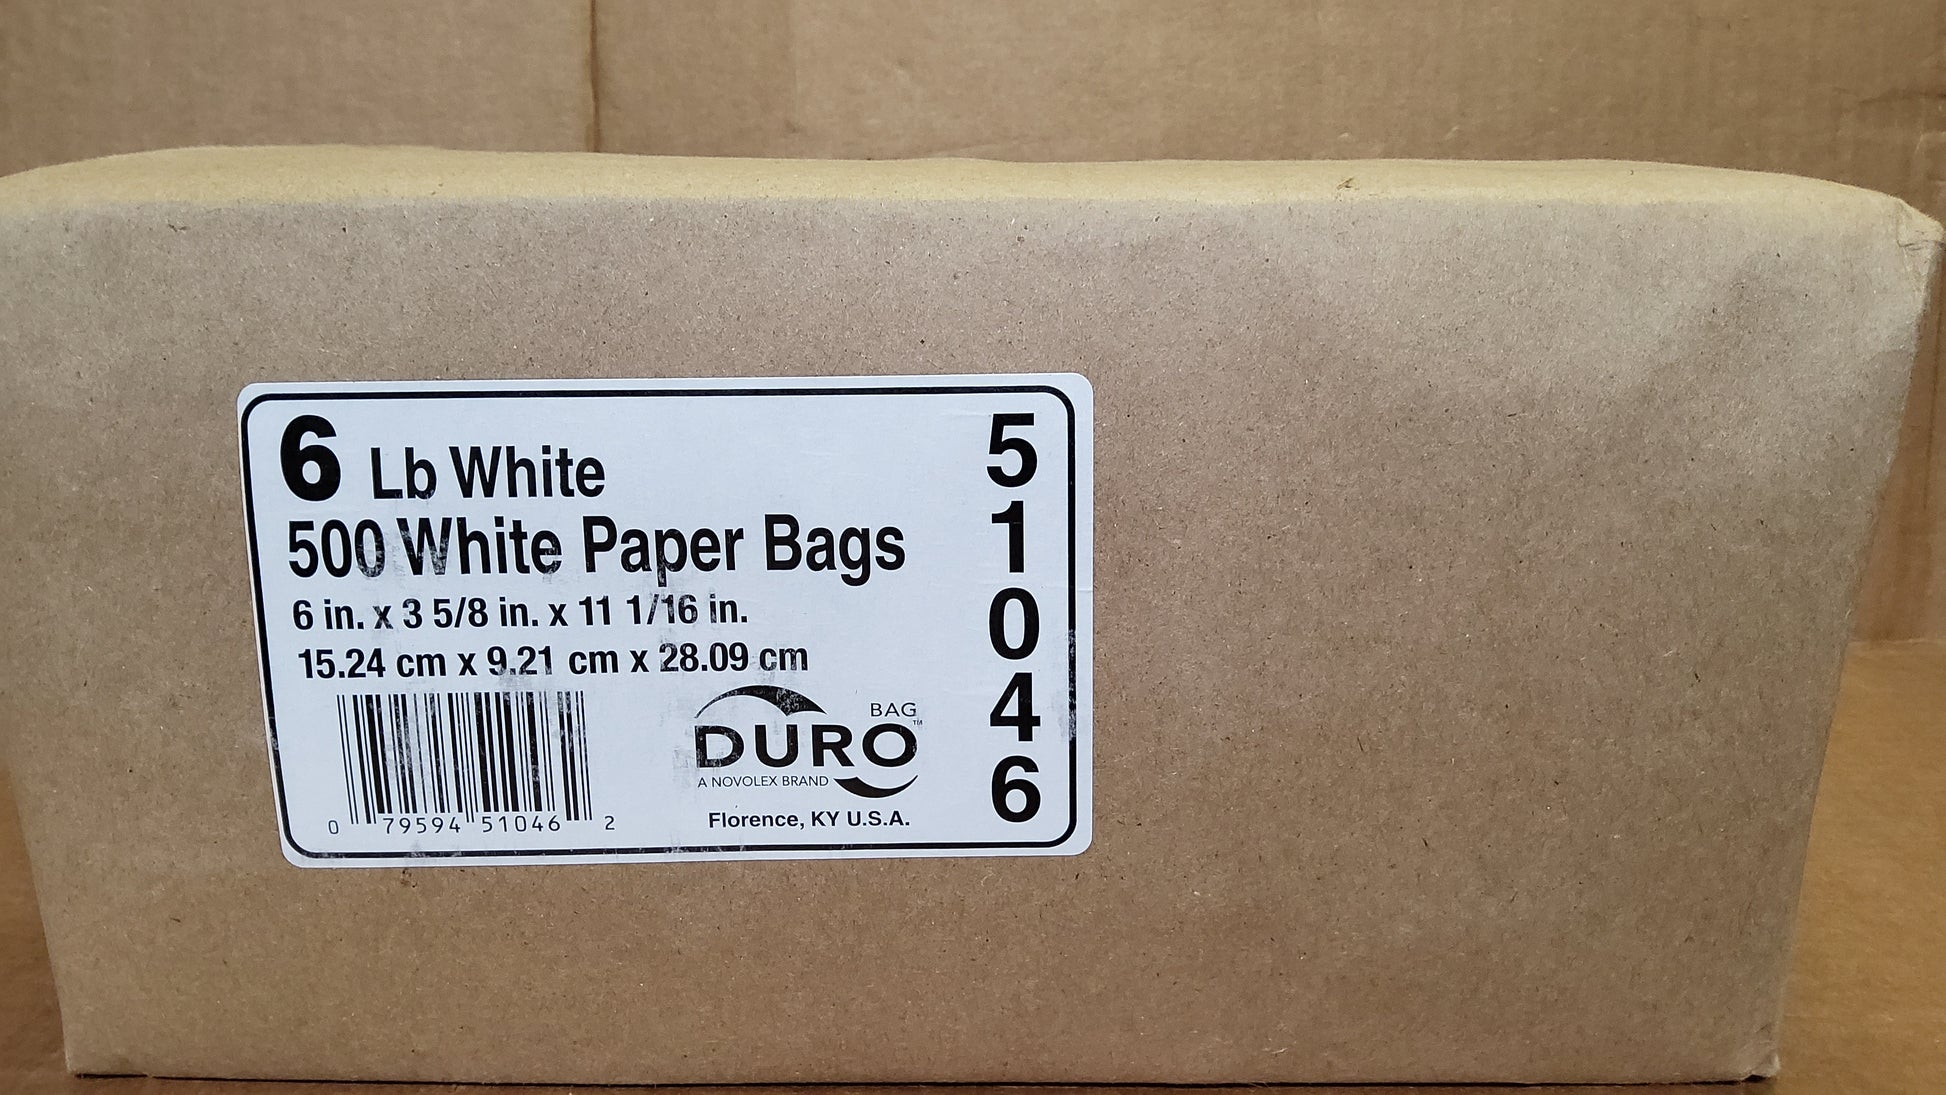 6 Lb White
500 White Paper Bags
6 in. x 3 5/8 in. x 11 1/16 in.
15.24 cm x 9.21 cm x 28.09 cm
0 79594 51046 2
BAG
DURO™
A NOVOLEX BRAND
Florence, KY U.S.A.
5
1
0
4
6